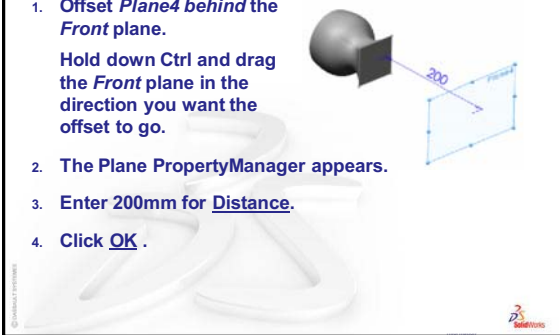 1. Offset Plane4 behind the
Front plane.
Hold down Ctrl and drag
the Front plane in the
direction you want the
offset to go.
200
2. The Plane PropertyManager appears.
3. Enter 200mm for Distance.
4. Click OK .
© DASSAULT SYSTEMES
SolidWorks